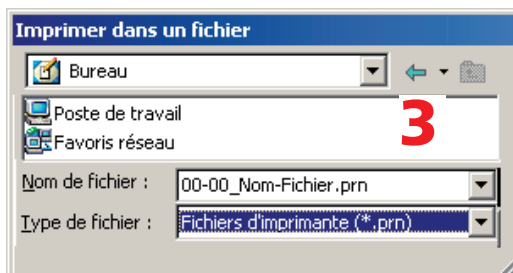 Imprimer dans un fichier
Bureau
Poste de travail
3
Favoris réseau
Nom de fichier : 00-00_Nom-Fichier.prn
Type de fichier : Fichiers d'imprimante (*.prn)